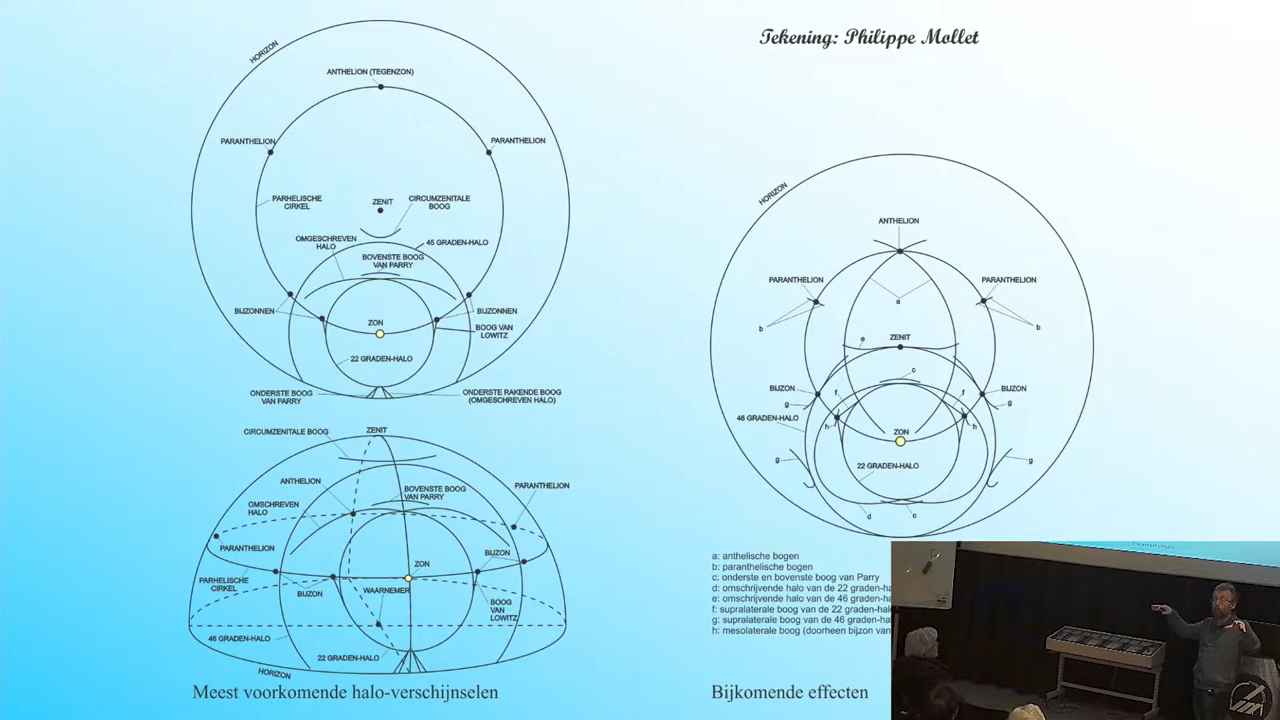 Tekening: Philippe Mollet
HORIZON
ANTHELION (TEGENZON)
PARANTHELION
PARANTHELION
PARHELISCHE
CIRKEL
ZENIT
CIRCUMZENITALE
BOOG
OMGESCHREVEN
HALO
45 GRADEN-HALO
BOVENSTE BOOG
VAN PARRY
BIJZONNEN
BIJZONNEN
ZON
BOOG VAN
LOWITZ
22 GRADEN-HALO
ONDERSTE BOOG
VAN PARRY
ONDERSTE RAKENDE BOOG
(OMGESCHREVEN HALO)
CIRCUMZENITALE BOOG
ZENIT
ANTHELION
BOVENSTE BOOG
VAN PARRY
PARANTHELION
OMSCHREVEN
HALO
PARANTHELION
BIJZON
ZON
PARHELISCHE
CIRKEL
BIJZON
WAARNEMER
BOOG
VAN
LOWITZ
46 GRADEN-HALO
22 GRADEN-HALO
HORIZON
Meest voorkomende halo-verschijnselen
HORIZON
ANTHELION
PARANTHELION
PARANTHELION
a
b
b
e
ZENIT
c
BIJZON
f
f
BIJZON
g
g
46 GRADEN-HALO
h
h
ZON
g
g
22 GRADEN-HALO
d
c
a: anthelische bogen
b: paranthelische bogen
c: onderste en bovenste boog van Parry
d: omschrijvende halo van de 22 graden-ha
e: omschrijvende halo van de 46 graden-ha
f: supralaterale boog van de 22 graden-hal
g: supralaterale boog van de 46 graden-ha
h: mesolaterale boog (doorheen bijzon van
Bijkomende effecten